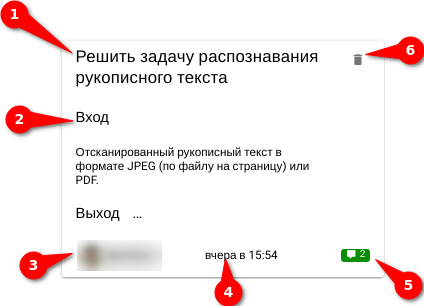 1
Решить задачу распознавания
рукописного текста
6
2
Вход
Отсканированный рукописный текст в
формате JPEG (по файлу на страницу) или
PDF.
Выход ...
3
вчера в 15:54
2
4
5